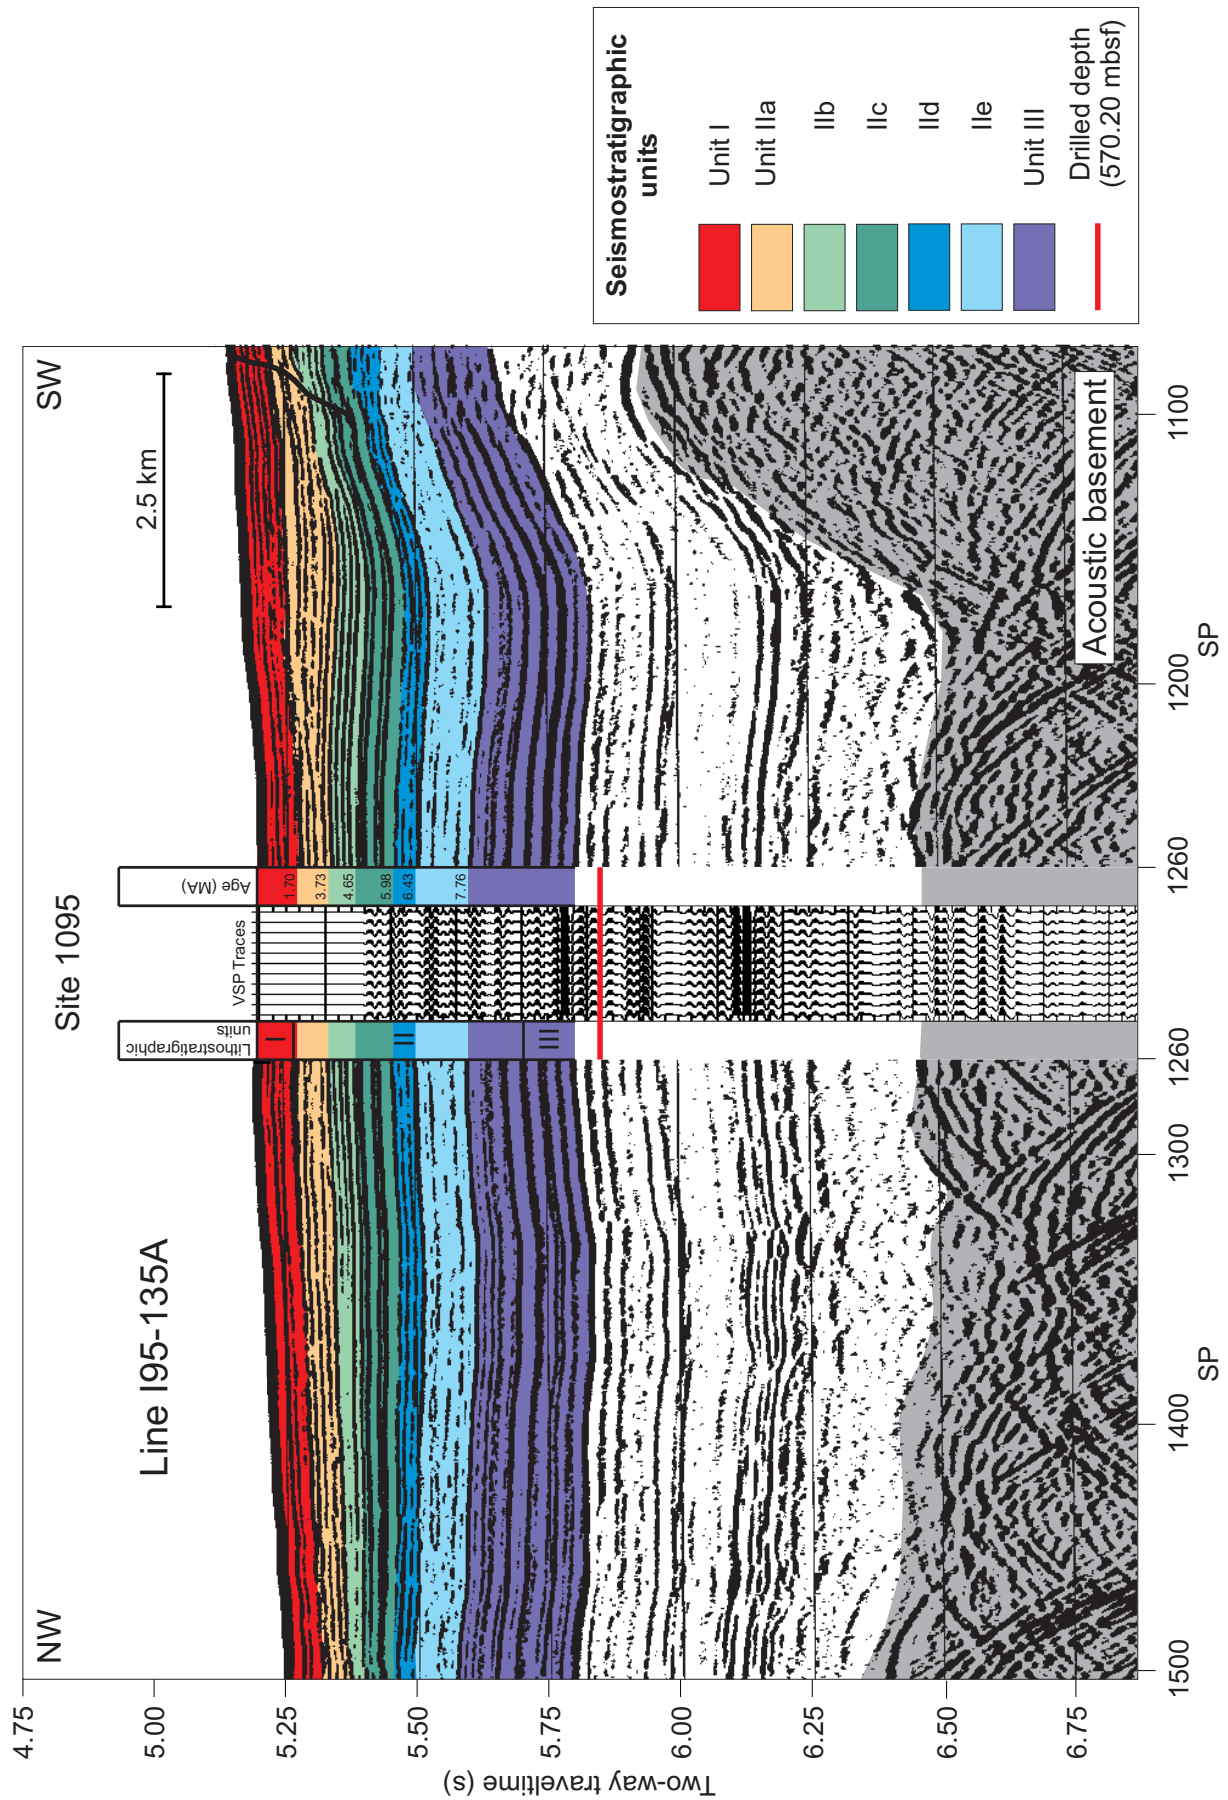 Site 1095
Line I95-135A
NW
SW
2.5 km
Lithostratigraphic
units
VSP Traces
Age (MA)
I
II
III
1.70
3.73
4.65
5.98
6.43
7.76
Acoustic basement
Two-way traveltime (s)
4.75
5.00
5.25
5.50
5.75
6.00
6.25
6.50
6.75
1500
1400
1300
1260
1260
1200
1100
SP
SP
Seismostratigraphic
units
Unit I
Unit IIa
IIb
IIc
IId
IIe
Unit III
Drilled depth
(570.20 mbsf)